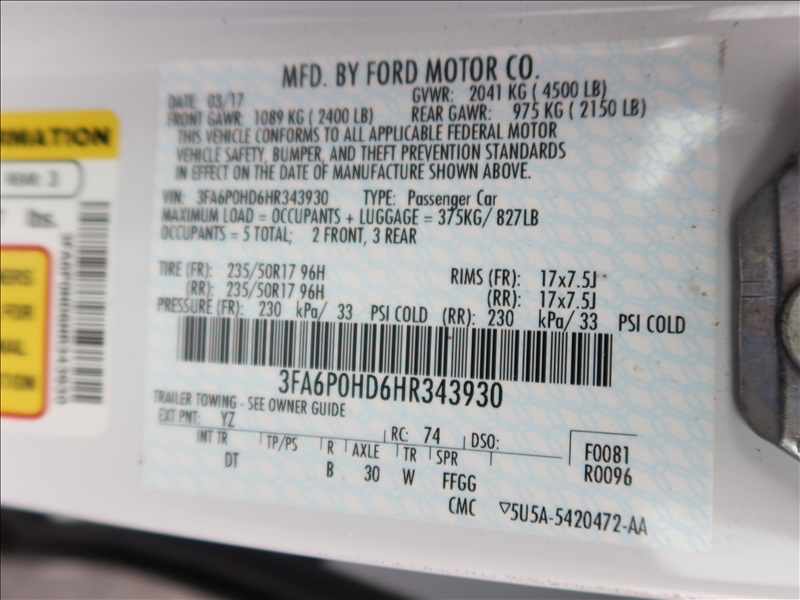 MFD. BY FORD MOTOR CO.
DATE: 03/17 GVWR: 2041 KG ( 4500 LB)
FRONT GAWR: 1089 KG ( 2400 LB) REAR GAWR: 975 KG ( 2150 LB)
THIS VEHICLE CONFORMS TO ALL APPLICABLE FEDERAL MOTOR
VEHICLE SAFETY, BUMPER, AND THEFT PREVENTION STANDARDS
IN EFFECT ON THE DATE OF MANUFACTURE SHOWN ABOVE.
VIN: 3FA6P0HD6HR343930 TYPE: Passenger Car
MAXIMUM LOAD = OCCUPANTS + LUGGAGE = 375KG/ 827LB
OCCUPANTS = 5 TOTAL; 2 FRONT, 3 REAR
TIRE (FR): 235/50R17 96H RIMS (FR): 17x7.5J
(RR): 235/50R17 96H (RR): 17x7.5J
PRESSURE (FR): 230 kPa/ 33 PSI COLD (RR): 230 kPa/ 33 PSI COLD
3FA6P0HD6HR343930
TRAILER TOWING - SEE OWNER GUIDE
EXT PNT: YZ RC: 74 DSO:
INT TR TP/PS R AXLE TR SPR
DT B 30 W FFGG
F0081
R0096
CMC ▽5U5A-5420472-AA
RMATION
REAR: 3
lbs.
FOR
3FA6P0HD6HR343930